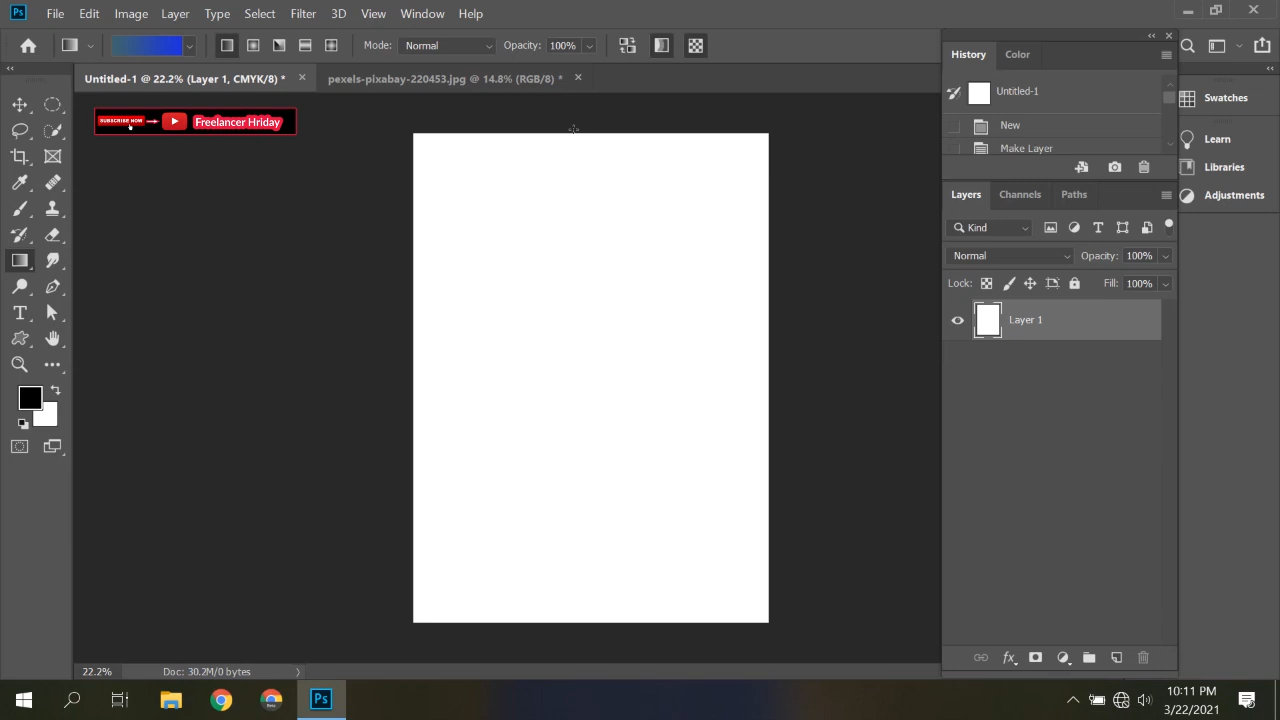 Ps File Edit Image Layer Type Select Filter 3D View Window Help
Mode: Normal Opacity: 100%
Untitled-1 @ 22.2% (Layer 1, CMYK/8) * × pexels-pixabay-220453.jpg @ 14.8% (RGB/8) * ×
SUBSCRIBE NOW Freelancer Hriday
History Color
Untitled-1
New
Make Layer
Layers Channels Paths
Kind
Normal Opacity: 100%
Lock: Fill: 100%
Layer 1
Swatches
Learn
Libraries
Adjustments
T
fx
22.2% Doc: 30.2M/0 bytes
Ps
Beta
10:11 PM
3/22/2021